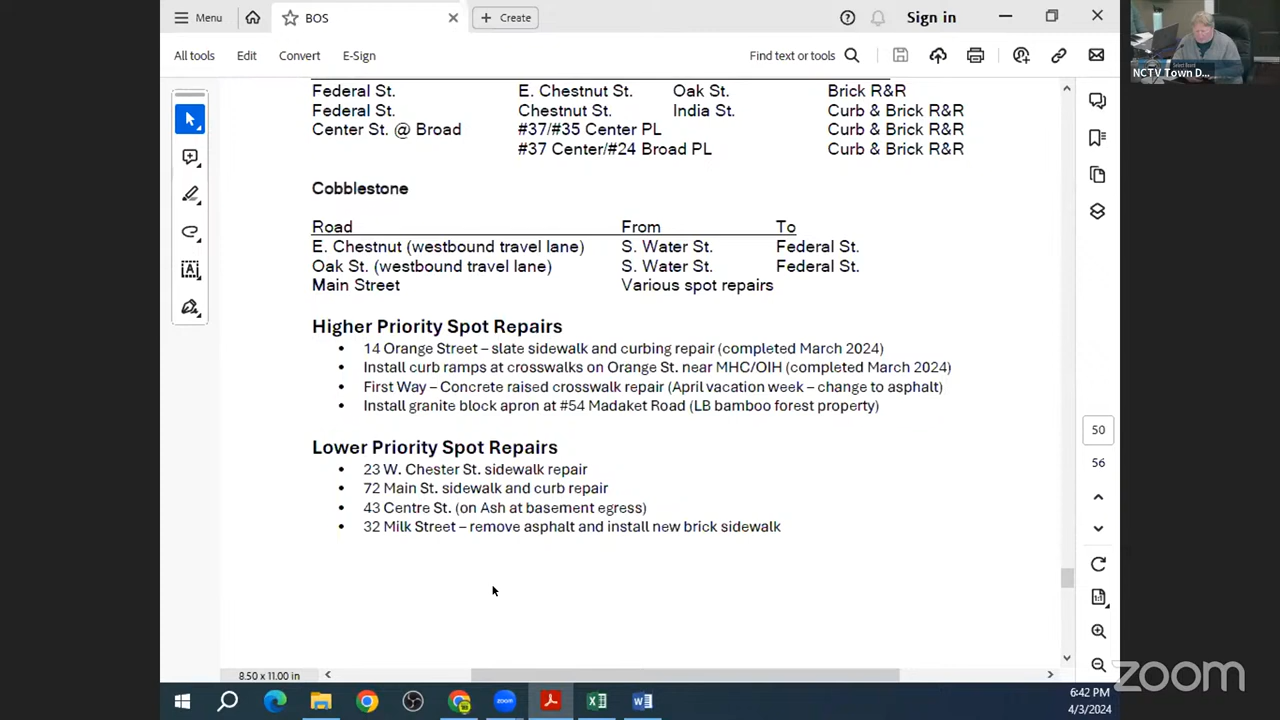 Menu
BOS
Create
Sign in
All tools
Edit
Convert
E-Sign
Find text or tools
Federal St. E. Chestnut St. Oak St. Brick R&R
Federal St. Chestnut St. India St. Curb & Brick R&R
Center St. @ Broad #37/#35 Center PL Curb & Brick R&R
#37 Center/#24 Broad PL Curb & Brick R&R
Cobblestone
Road From To
E. Chestnut (westbound travel lane) S. Water St. Federal St.
Oak St. (westbound travel lane) S. Water St. Federal St.
Main Street Various spot repairs
Higher Priority Spot Repairs
• 14 Orange Street – slate sidewalk and curbing repair (completed March 2024)
• Install curb ramps at crosswalks on Orange St. near MHC/OIH (completed March 2024)
• First Way – Concrete raised crosswalk repair (April vacation week – change to asphalt)
• Install granite block apron at #54 Madaket Road (LB bamboo forest property)
Lower Priority Spot Repairs
• 23 W. Chester St. sidewalk repair
• 72 Main St. sidewalk and curb repair
• 43 Centre St. (on Ash at basement egress)
• 32 Milk Street – remove asphalt and install new brick sidewalk
50
56
8.50 x 11.00 in
NCTV Town D...
zoom
zoom
6:42 PM
4/3/2024